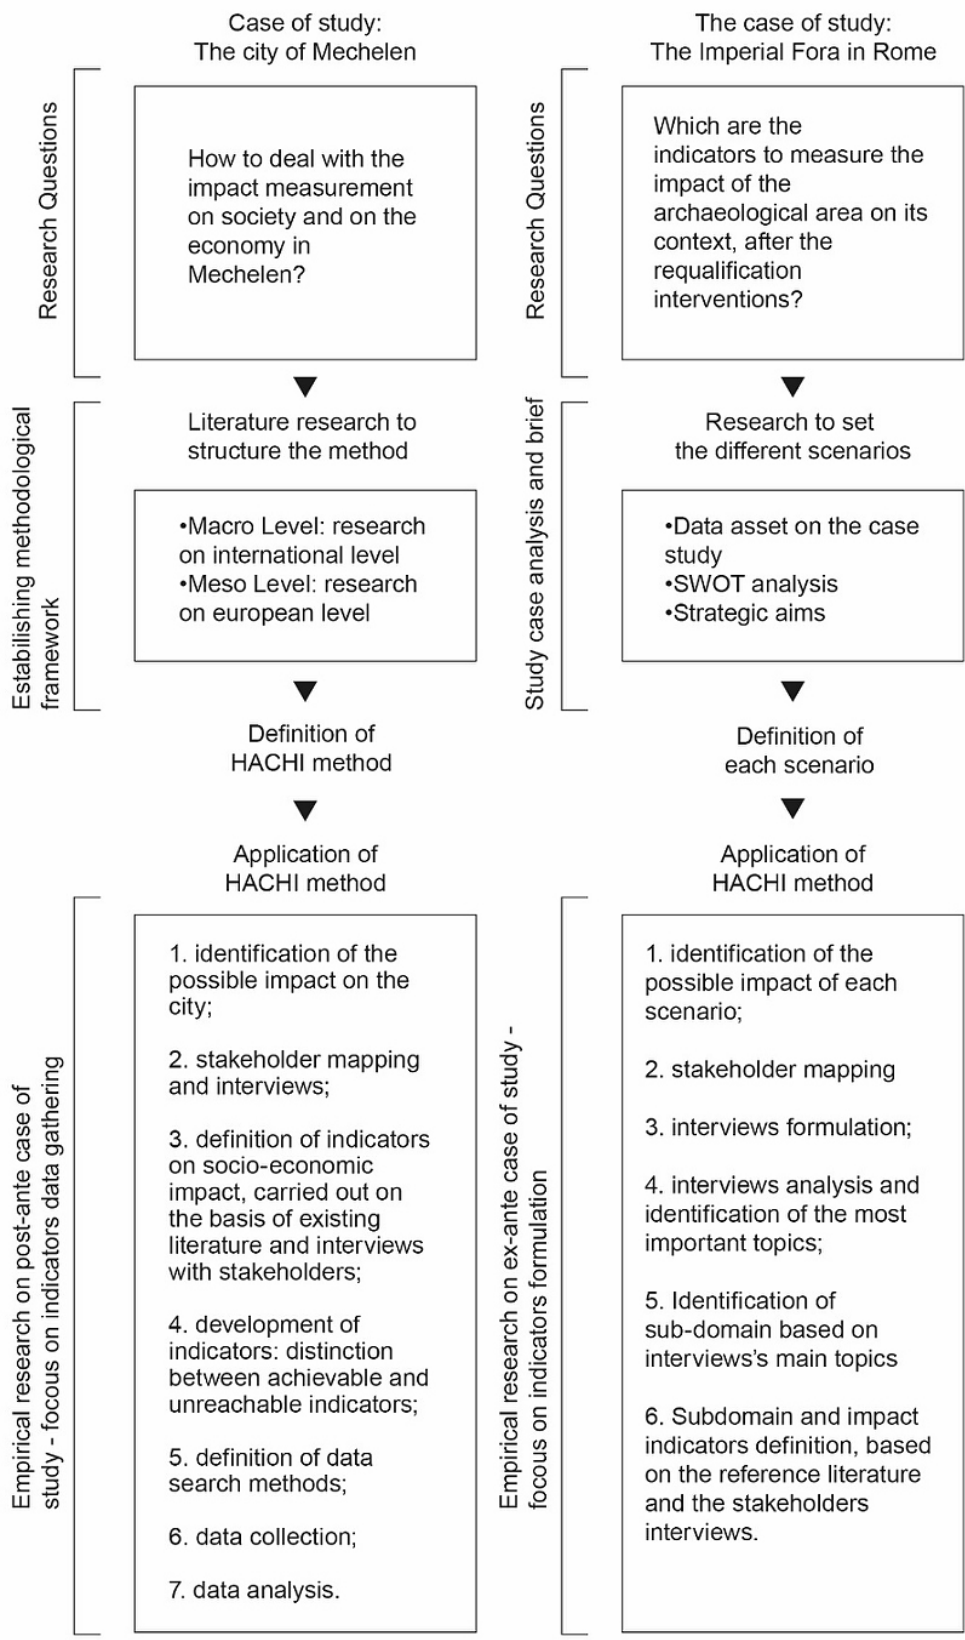 Case of study:
The city of Mechelen
Research Questions
How to deal with the
impact measurement
on society and on the
economy in
Mechelen?
Estabilishing methodological
framework
Literature research to
structure the method
•Macro Level: research
on international level
•Meso Level: research
on european level
Definition of
HACHI method
Application of
HACHI method
Empirical research on post-ante case of
study - focus on indicators data gathering
1. identification of the
possible impact on the
city;
2. stakeholder mapping
and interviews;
3. definition of indicators
on socio-economic
impact, carried out on
the basis of existing
literature and interviews
with stakeholders;
4. development of
indicators: distinction
between achievable and
unreachable indicators;
5. definition of data
search methods;
6. data collection;
7. data analysis.
The case of study:
The Imperial Fora in Rome
Research Questions
Which are the
indicators to measure the
impact of the
archaeological area on its
context, after the
requalification
interventions?
Study case analysis and brief
Research to set
the different scenarios
•Data asset on the case
study
•SWOT analysis
•Strategic aims
Definition of
each scenario
Application of
HACHI method
Empirical research on ex-ante case of study -
focous on indicators formulation
1. identification of the
possible impact of each
scenario;
2. stakeholder mapping
3. interviews formulation;
4. interviews analysis and
identification of the most
important topics;
5. Identification of
sub-domain based on
interviews's main topics
6. Subdomain and impact
indicators definition, based
on the reference literature
and the stakeholders
interviews.